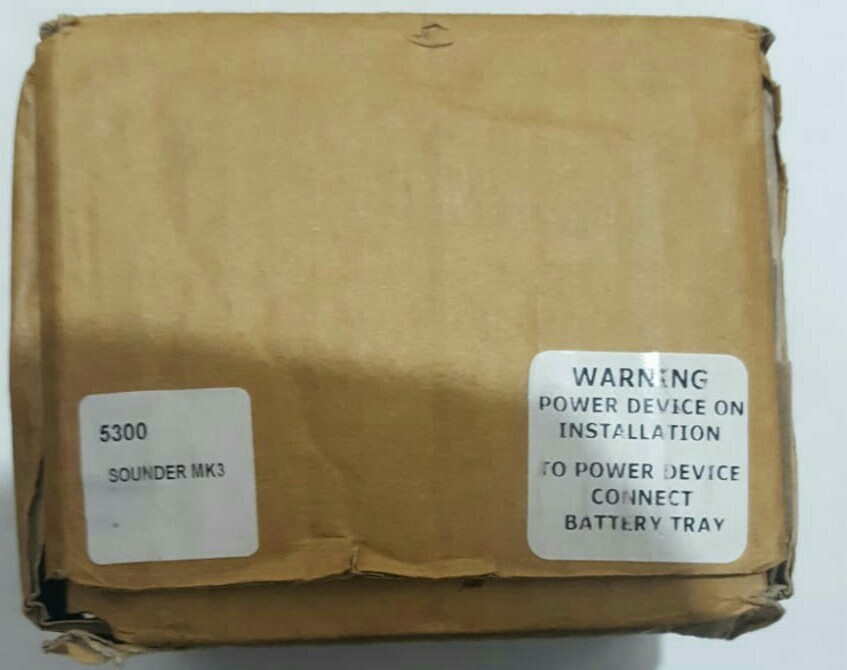 5300
SOUNDER MK3
WARNING
POWER DEVICE ON
INSTALLATION
TO POWER DEVICE
CONNECT
BATTERY TRAY